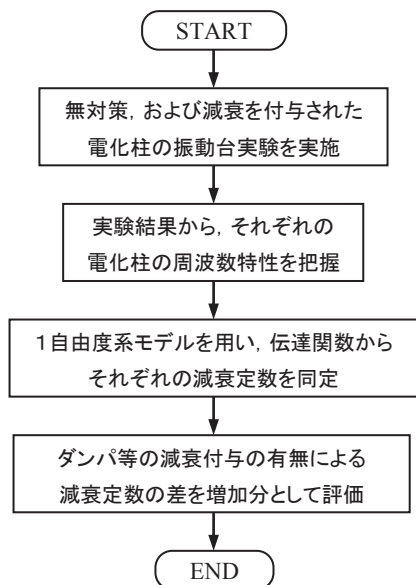 START
無対策，および減衰を付与された
電化柱の振動台実験を実施
実験結果から，それぞれの
電化柱の周波数特性を把握
1自由度系モデルを用い，伝達関数から
それぞれの減衰定数を同定
ダンパ等の減衰付与の有無による
減衰定数の差を増加分として評価
END